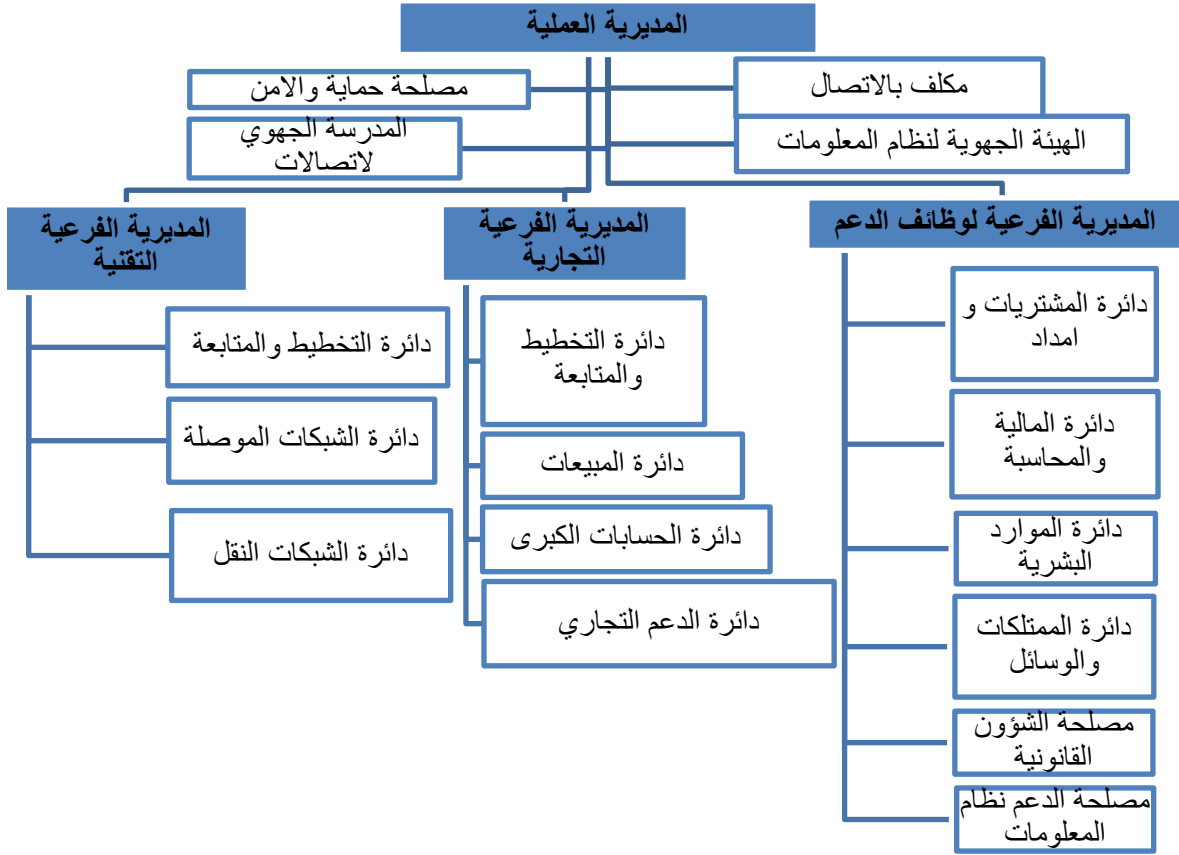 المديرية العملية
مكلف بالاتصال
مصلحة حماية والامن
الهيئة الجهوية لنظام المعلومات
المدرسة الجهوي
لاتصالات
المديرية الفرعية لوظائف الدعم
المديرية الفرعية
التجارية
المديرية الفرعية
التقنية
دائرة المشتريات و
امداد
دائرة المالية
والمحاسبة
دائرة الموارد
البشرية
دائرة الممتلكات
والوسائل
مصلحة الشؤون
القانونية
مصلحة الدعم نظام
المعلومات
دائرة التخطيط
والمتابعة
دائرة المبيعات
دائرة الحسابات الكبرى
دائرة الدعم التجاري
دائرة التخطيط والمتابعة
دائرة الشبكات الموصلة
دائرة الشبكات النقل